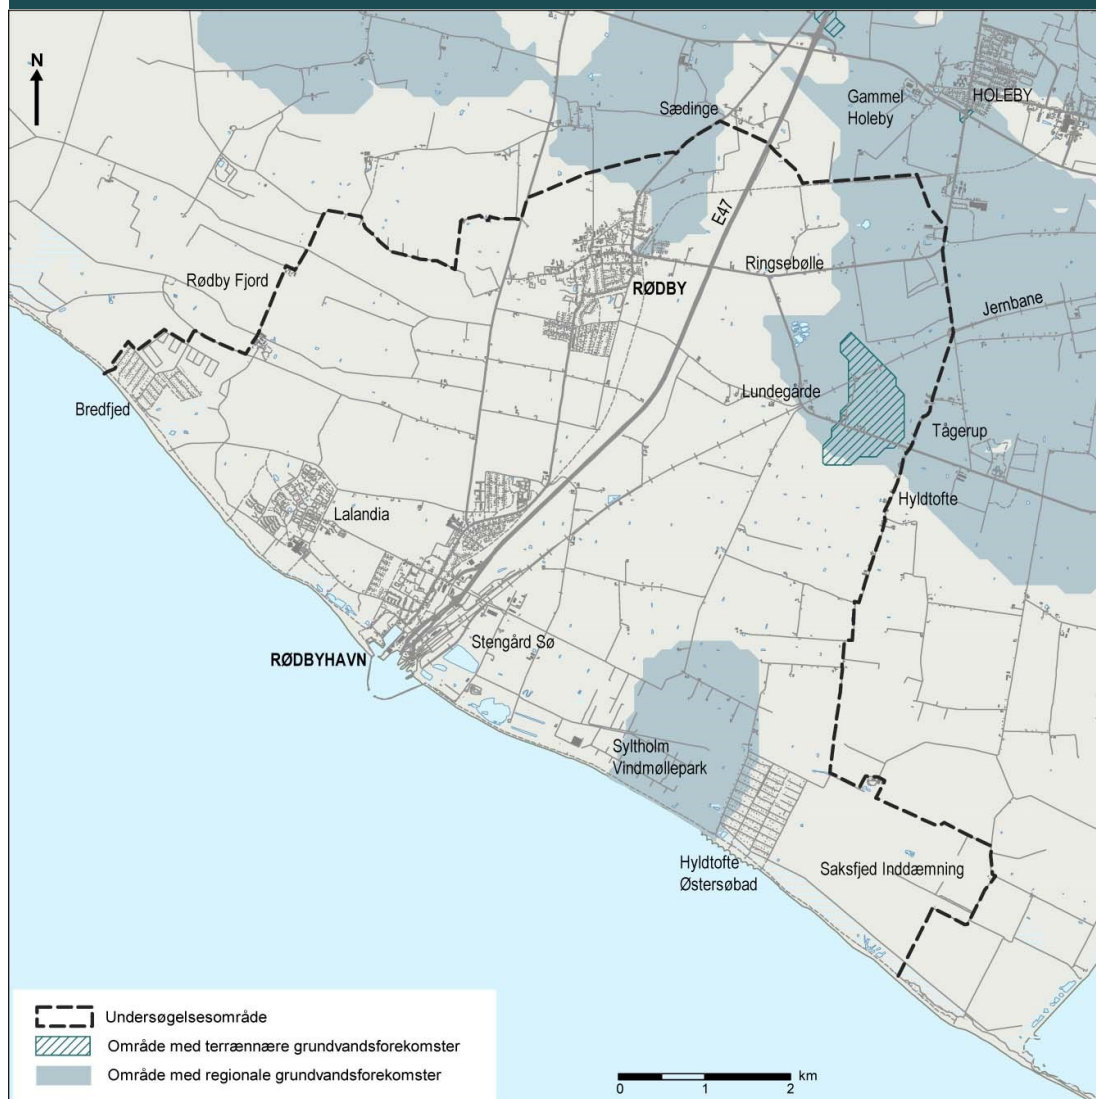 N
Sædinge
Gammel
Holeby
HOLEBY
E47
Rødby Fjord
RØDBY
Ringsebølle
Jernbane
Bredfjed
Lundegårde
Tågerup
Hyldtofte
Lalandia
RØDBYHAVN
Stengård Sø
Syltholm
Vindmøllepark
Hyldtofte
Østersøbad
Saksfjed Inddæmning
Undersøgelsesområde
Område med terrænnære grundvandsforekomster
Område med regionale grundvandsforekomster
km
0 1 2